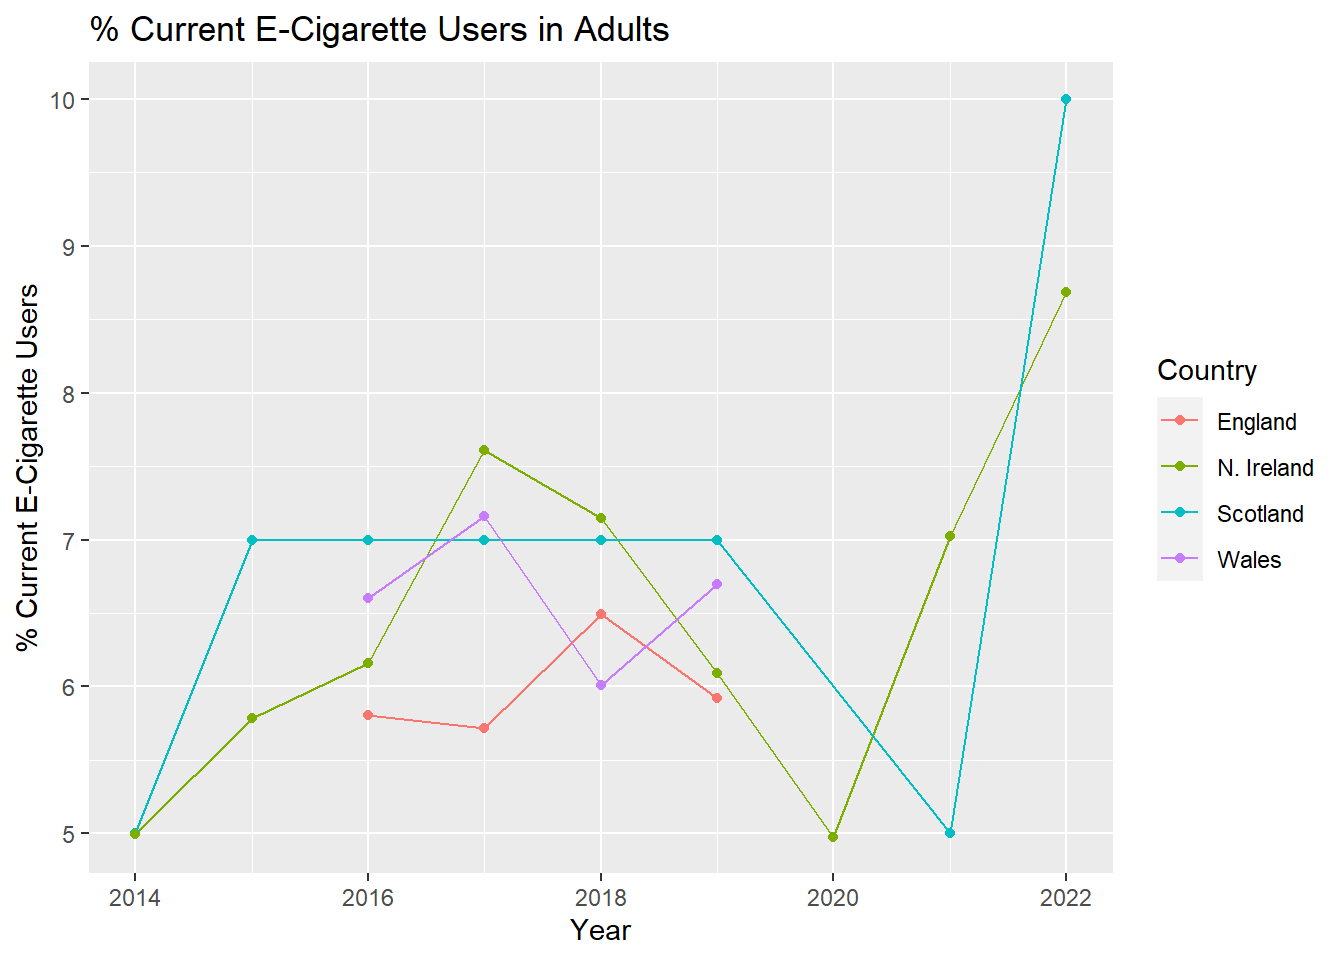 % Current E-Cigarette Users in Adults
% Current E-Cigarette Users
10
9
8
7
6
5
2014
2016
2018
2020
2022
Year
Country
England
N. Ireland
Scotland
Wales